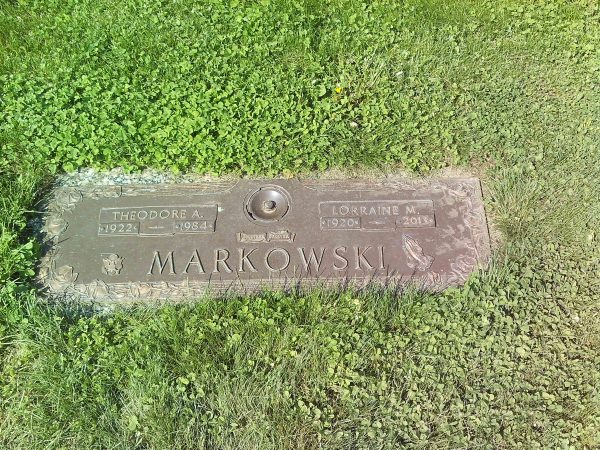 THEODORE A.
1922 — 1984
LORRAINE M.
1920 — 2013
MARKOWSKI